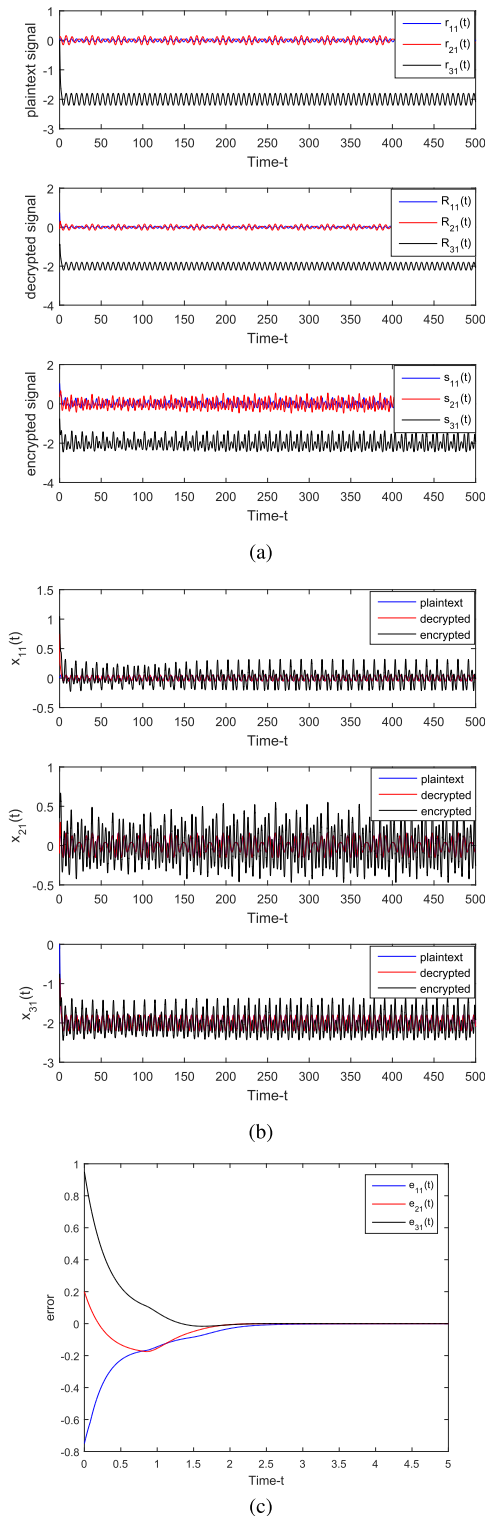 1
0
-1
-2
-3
plaintext signal
r11(t)
r21(t)
r31(t)
0 50 100 150 200 250 300 350 400 450 500
Time-t
2
0
-2
-4
decrypted signal
R11(t)
R21(t)
R31(t)
0 50 100 150 200 250 300 350 400 450 500
Time-t
2
0
-2
-4
encrypted signal
s11(t)
s21(t)
s31(t)
0 50 100 150 200 250 300 350 400 450 500
Time-t
(a)
1.5
1
0.5
0
-0.5
x11(t)
plaintext
decrypted
encrypted
0 50 100 150 200 250 300 350 400 450 500
Time-t
1
0.5
0
-0.5
x21(t)
plaintext
decrypted
encrypted
0 50 100 150 200 250 300 350 400 450 500
Time-t
0
-1
-2
-3
x31(t)
plaintext
decrypted
encrypted
0 50 100 150 200 250 300 350 400 450 500
Time-t
(b)
1
0.8
0.6
0.4
0.2
0
-0.2
-0.4
-0.6
-0.8
error
e11(t)
e21(t)
e31(t)
0 0.5 1 1.5 2 2.5 3 3.5 4 4.5 5
Time-t
(c)